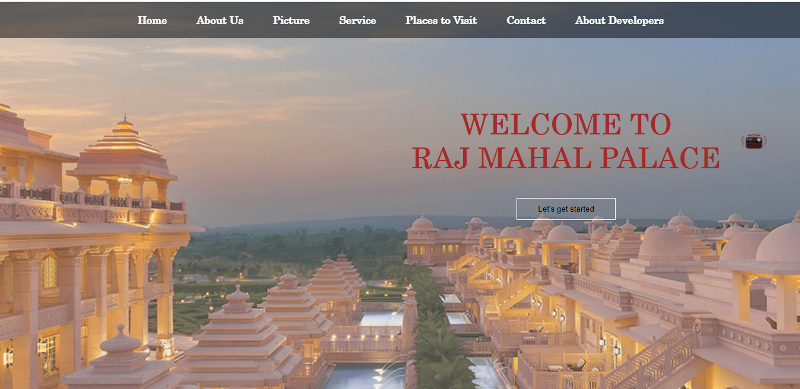 Home About Us Picture Service Places to Visit Contact About Developers
WELCOME TO
RAJ MAHAL PALACE
Let's get started